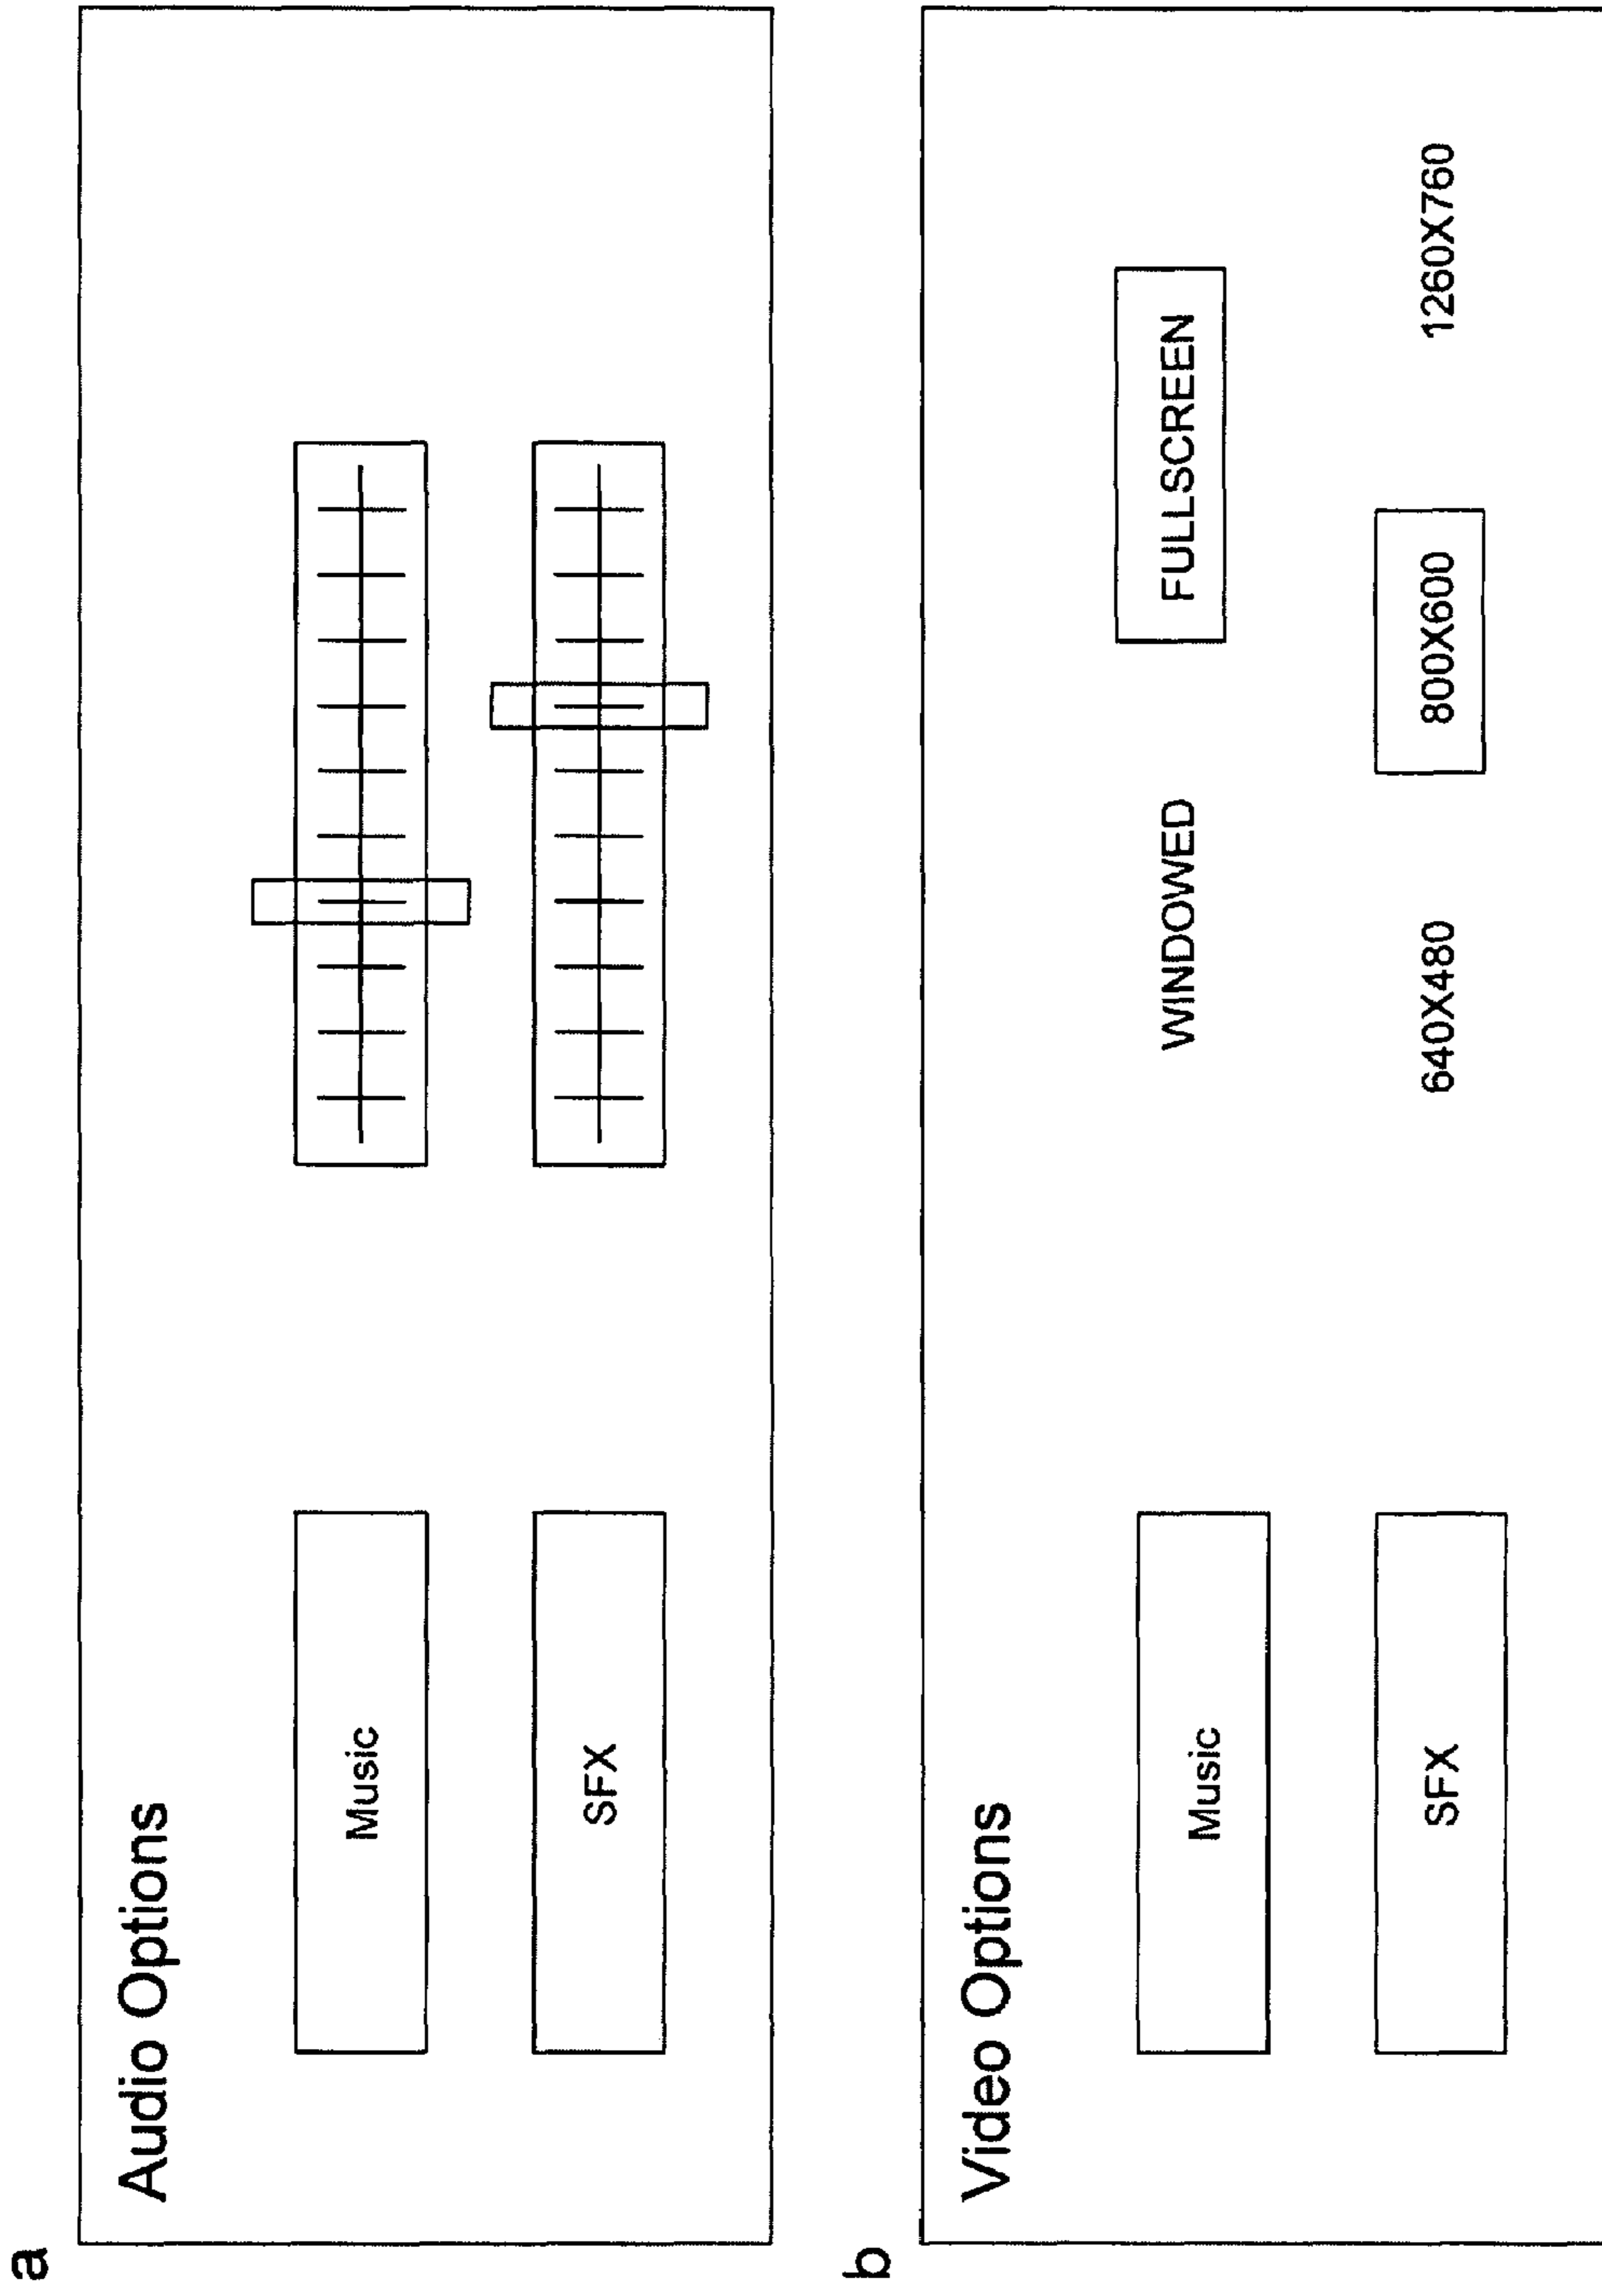 a
Audio Options
Music
SFX
b
Video Options
Music
WINDOWED
FULLSCREEN
SFX
640X480
800X600
1260X760